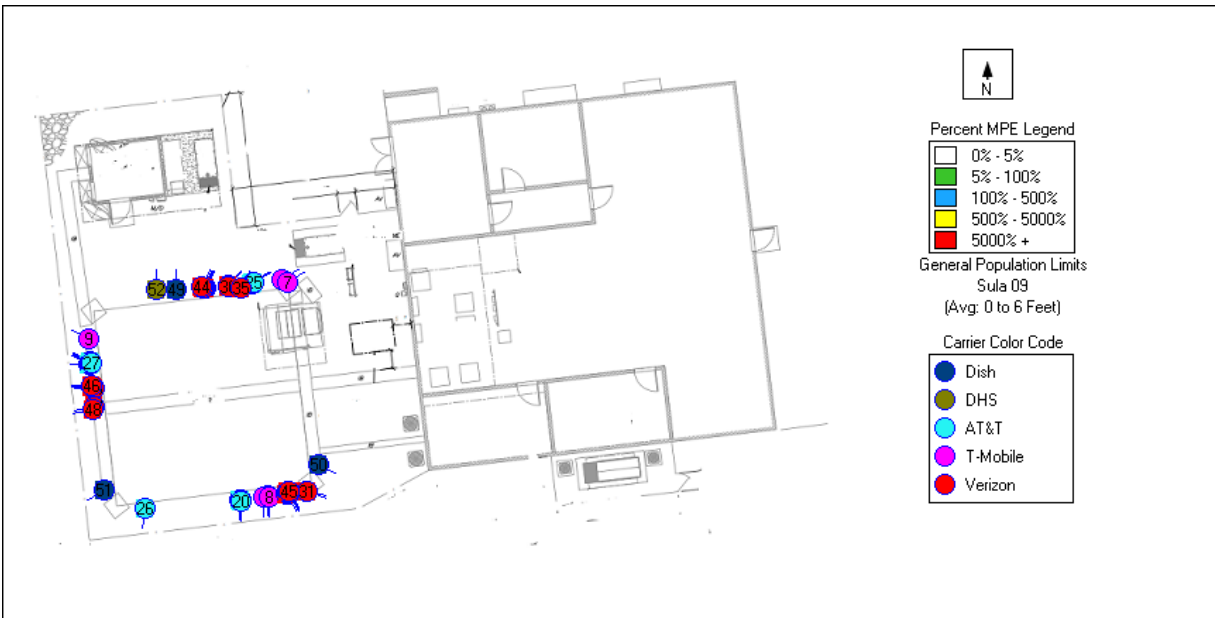 N
Percent MPE Legend
0% - 5%
5% - 100%
100% - 500%
500% - 5000%
5000% +
General Population Limits
Sula 09
(Avg: 0 to 6 Feet)
Carrier Color Code
Dish
DHS
AT&T
T-Mobile
Verizon
52
49
44
35
7
9
27
46
48
51
26
20
8
45
31
50